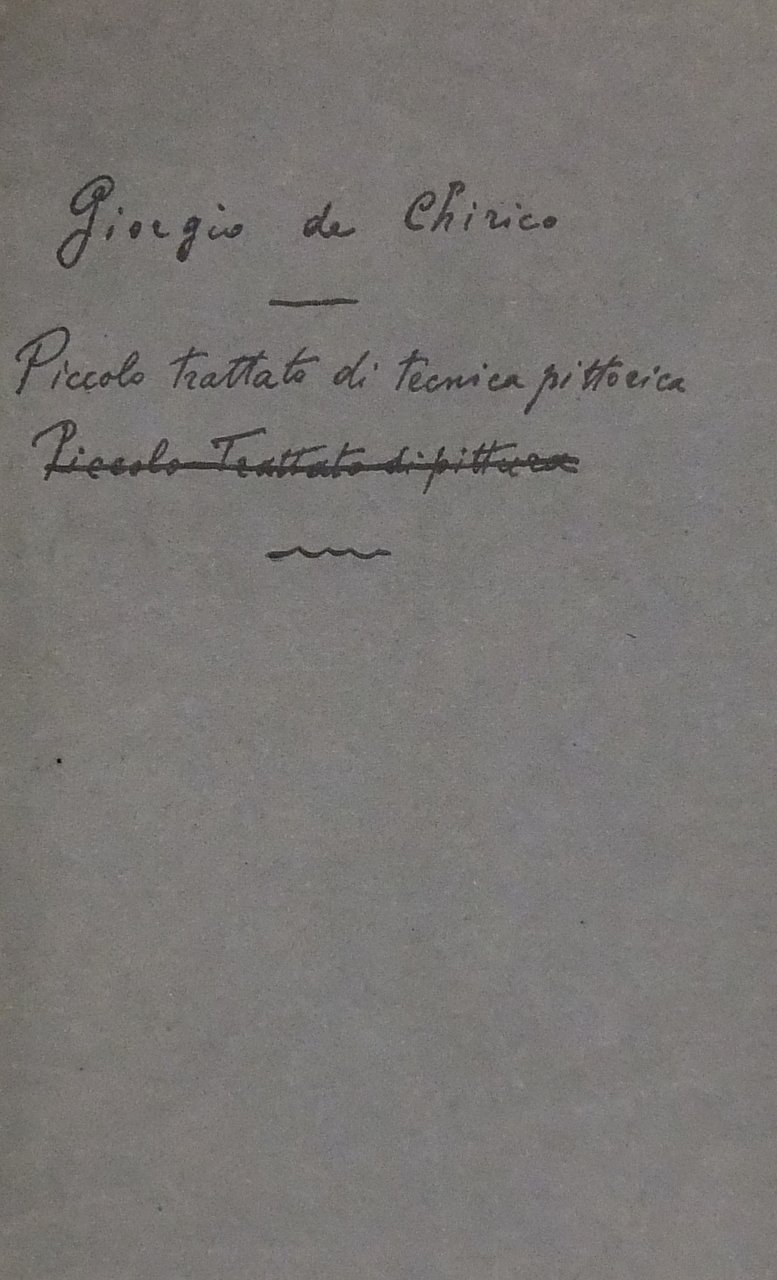 Giorgio de Chirico
Piccolo trattato di tecnica pittorica
Piccolo Trattato di pittura